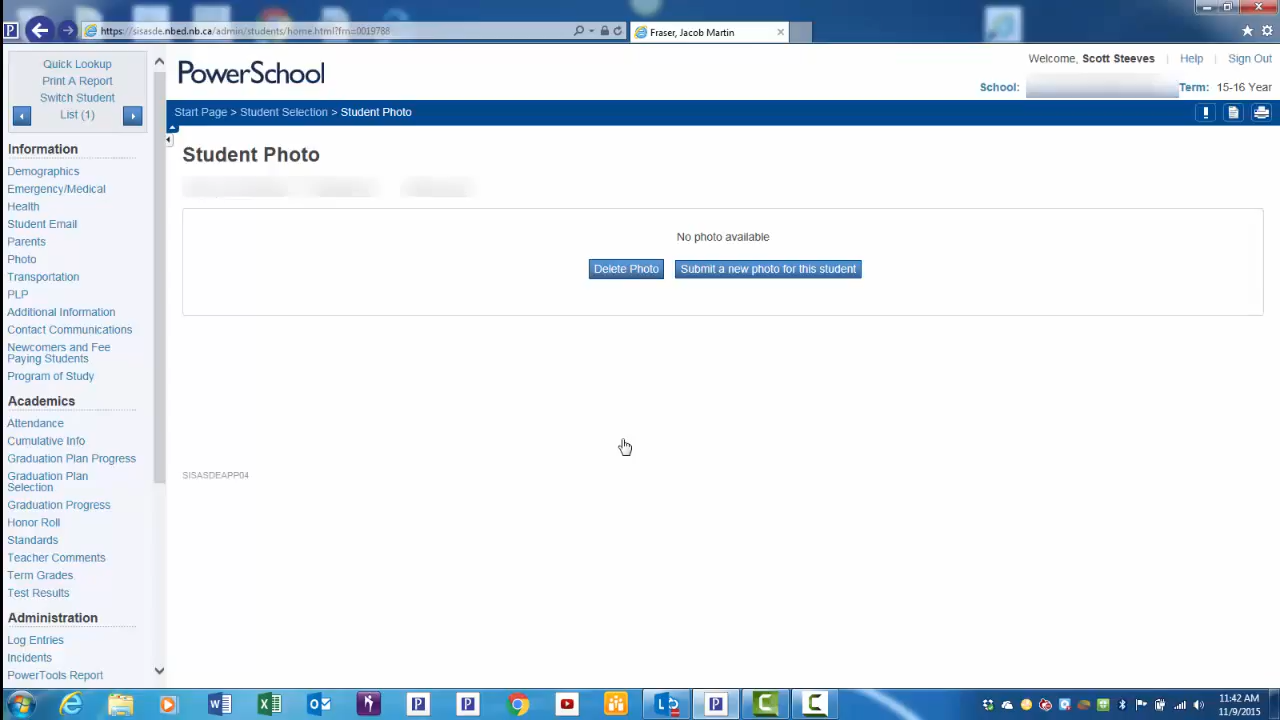 https://sisasde.nbed.nb.ca/admin/students/home.html?frn=0019788
Fraser, Jacob Martin
Quick Lookup
Print A Report
Switch Student
List (1)
PowerSchool
Welcome, Scott Steeves
Help
Sign Out
School:
Term: 15-16 Year
Start Page > Student Selection > Student Photo
Student Photo
No photo available
Delete Photo
Submit a new photo for this student
SISASDEAPP04
Information
Demographics
Emergency/Medical
Health
Student Email
Parents
Photo
Transportation
PLP
Additional Information
Contact Communications
Newcomers and Fee
Paying Students
Program of Study
Academics
Attendance
Cumulative Info
Graduation Plan Progress
Graduation Plan
Selection
Graduation Progress
Honor Roll
Standards
Teacher Comments
Term Grades
Test Results
Administration
Log Entries
Incidents
PowerTools Report
11:42 AM
11/9/2015